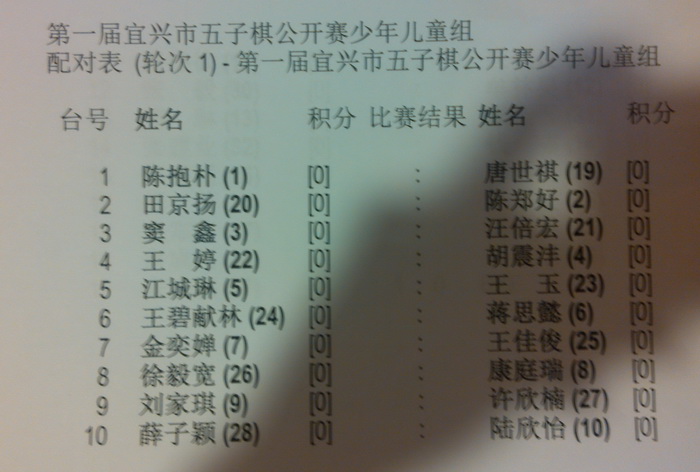 第一届宜兴市五子棋公开赛少年儿童组
配对表 (轮次 1) - 第一届宜兴市五子棋公开赛少年儿童组
台号 姓名 积分 比赛结果 姓名 积分
1 陈抱朴 (1) [0] : 唐世祺 (19) [0]
2 田京扬 (20) [0] : 陈郑好 (2) [0]
3 窦 鑫 (3) [0] : 汪倍宏 (21) [0]
4 王 婷 (22) [0] : 胡震沣 (4) [0]
5 江城琳 (5) [0] : 王 玉 (23) [0]
6 王碧献林 (24) [0] : 蒋思懿 (6) [0]
7 金奕婵 (7) [0] : 王佳俊 (25) [0]
8 徐毅宽 (26) [0] : 康庭瑞 (8) [0]
9 刘家琪 (9) [0] : 许欣楠 (27) [0]
10 薛子颖 (28) [0] : 陆欣怡 (10) [0]